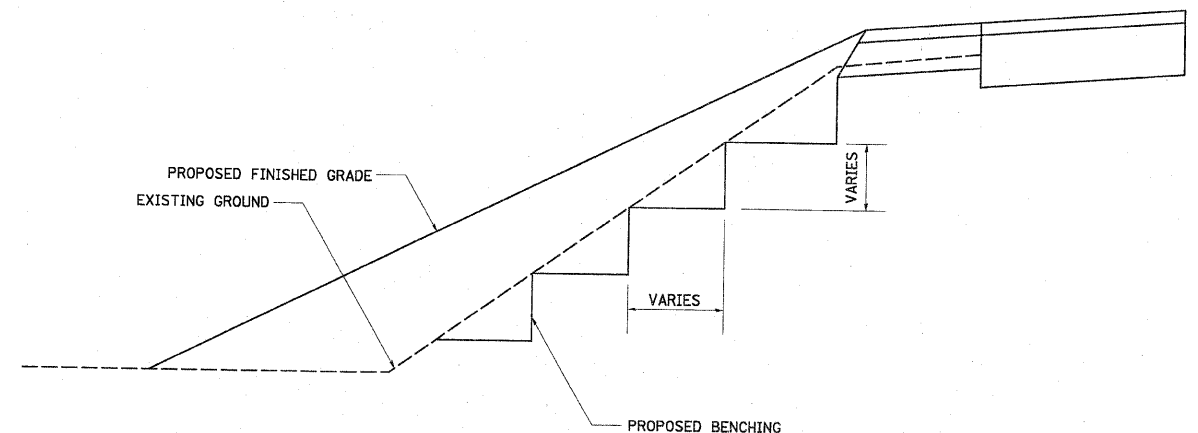 PROPOSED FINISHED GRADE
EXISTING GROUND
VARIES
VARIES
PROPOSED BENCHING